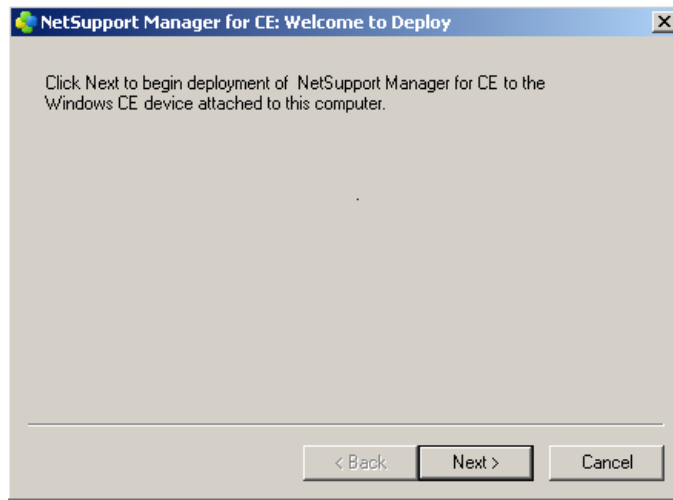 NetSupport Manager for CE: Welcome to Deploy
Click Next to begin deployment of NetSupport Manager for CE to the
Windows CE device attached to this computer.
< Back
Next >
Cancel